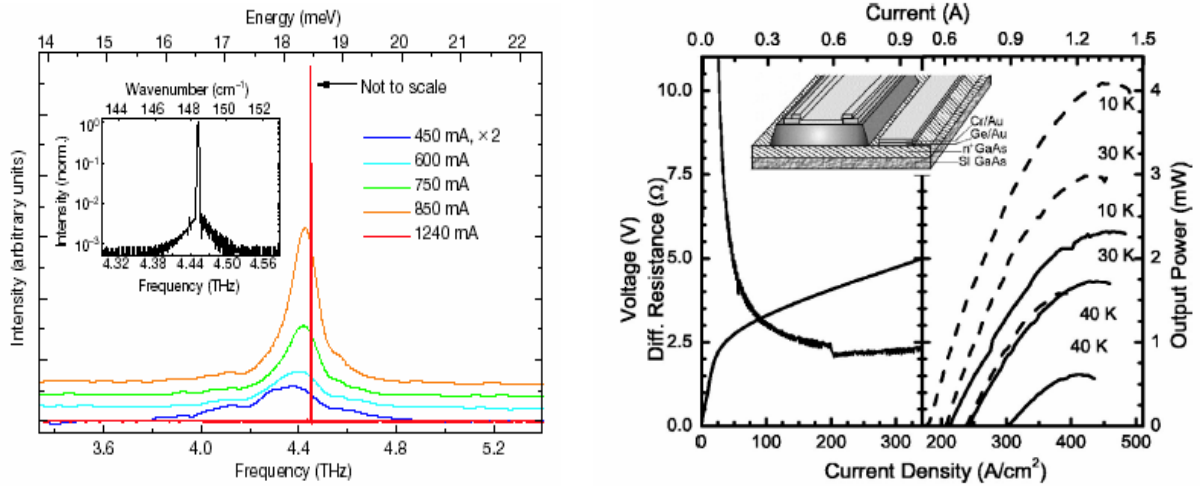 Energy (meV)
14 15 16 17 18 19 20 21 22
Not to scale
Wavenumber (cm⁻¹)
144 146 148 150 152
10⁰
10⁻¹
10⁻²
10⁻³
Intensity (norm.)
4.32 4.38 4.44 4.50 4.56
Frequency (THz)
450 mA, ×2
600 mA
750 mA
850 mA
1240 mA
Intensity (arbitrary units)
3.6 4.0 4.4 4.8 5.2
Frequency (THz)
Current (A)
0.0 0.3 0.6 0.9 0.6 0.9 1.2 1.5
10.0
7.5
5.0
2.5
0.0
Voltage (V)
Diff. Resistance (Ω)
Cr/Au
Ge/Au
n⁺ GaAs
SI GaAs
10 K
30 K
10 K
30 K
40 K
40 K
4
3
2
1
0
Output Power (mW)
0 100 200 300 200 300 400 500
Current Density (A/cm²)